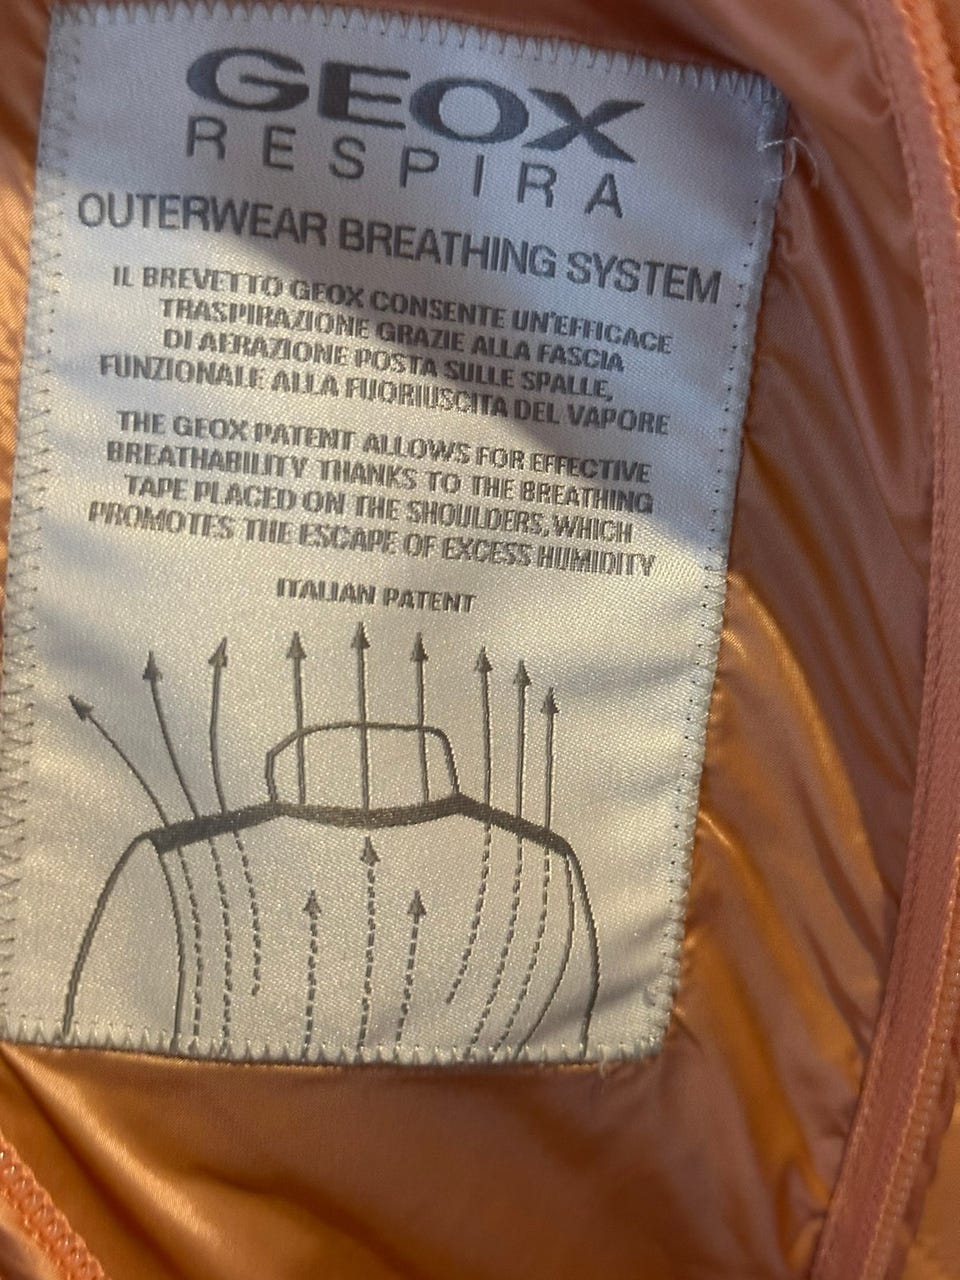 GEOX
RESPIRA
OUTERWEAR BREATHING SYSTEM
IL BREVETTO GEOX CONSENTE UN'EFFICACE
TRASPIRAZIONE GRAZIE ALLA FASCIA
DI AERAZIONE POSTA SULLE SPALLE,
FUNZIONALE ALLA FUORIUSCITA DEL VAPORE
THE GEOX PATENT ALLOWS FOR EFFECTIVE
BREATHABILITY THANKS TO THE BREATHING
TAPE PLACED ON THE SHOULDERS, WHICH
PROMOTES THE ESCAPE OF EXCESS HUMIDITY
ITALIAN PATENT